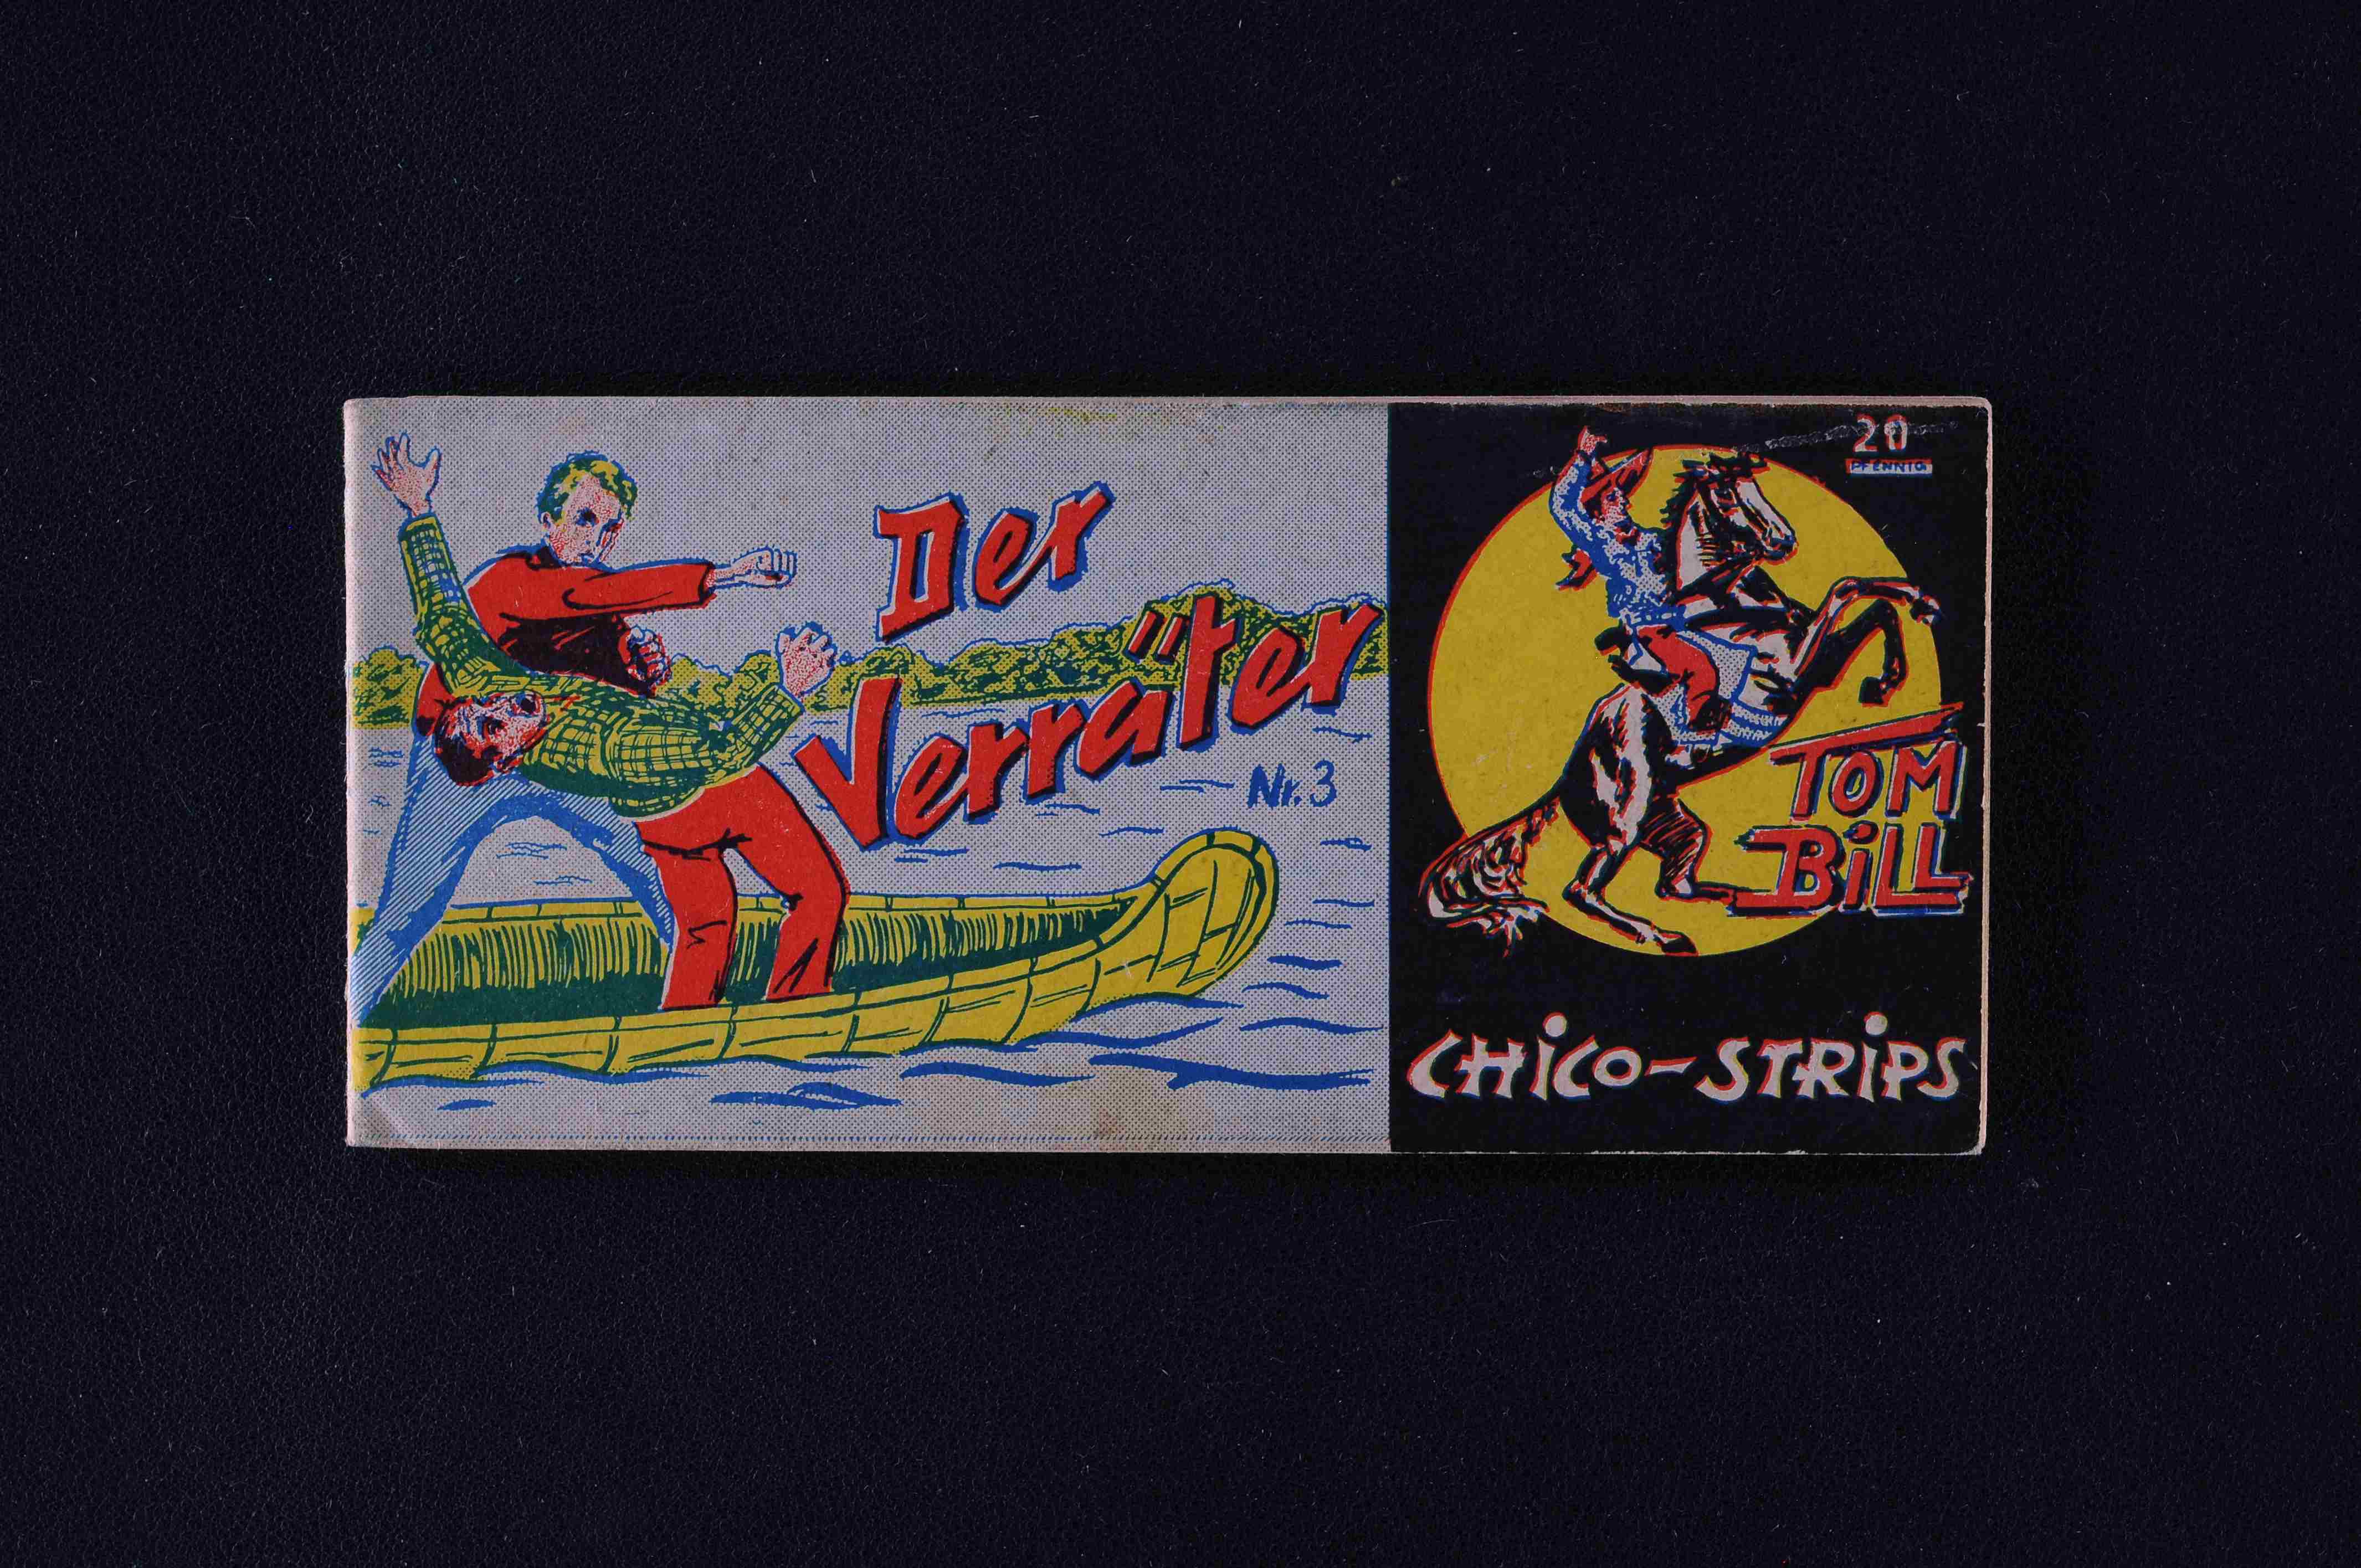 Der
Verräter
Nr. 3
20
PFENNIG
TOM
BiLL
CHiCO-STRiPS